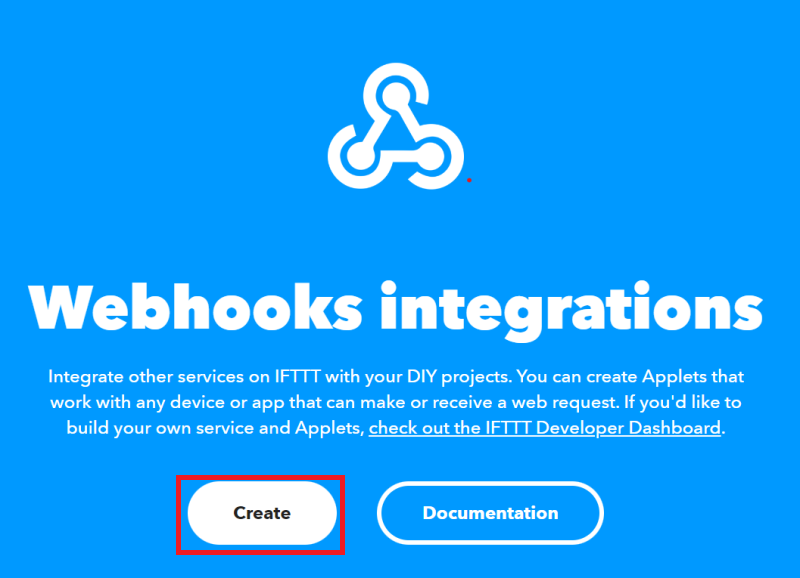 Webhooks integrations
Integrate other services on IFTTT with your DIY projects. You can create Applets that
work with any device or app that can make or receive a web request. If you'd like to
build your own service and Applets, check out the IFTTT Developer Dashboard.
Create
Documentation